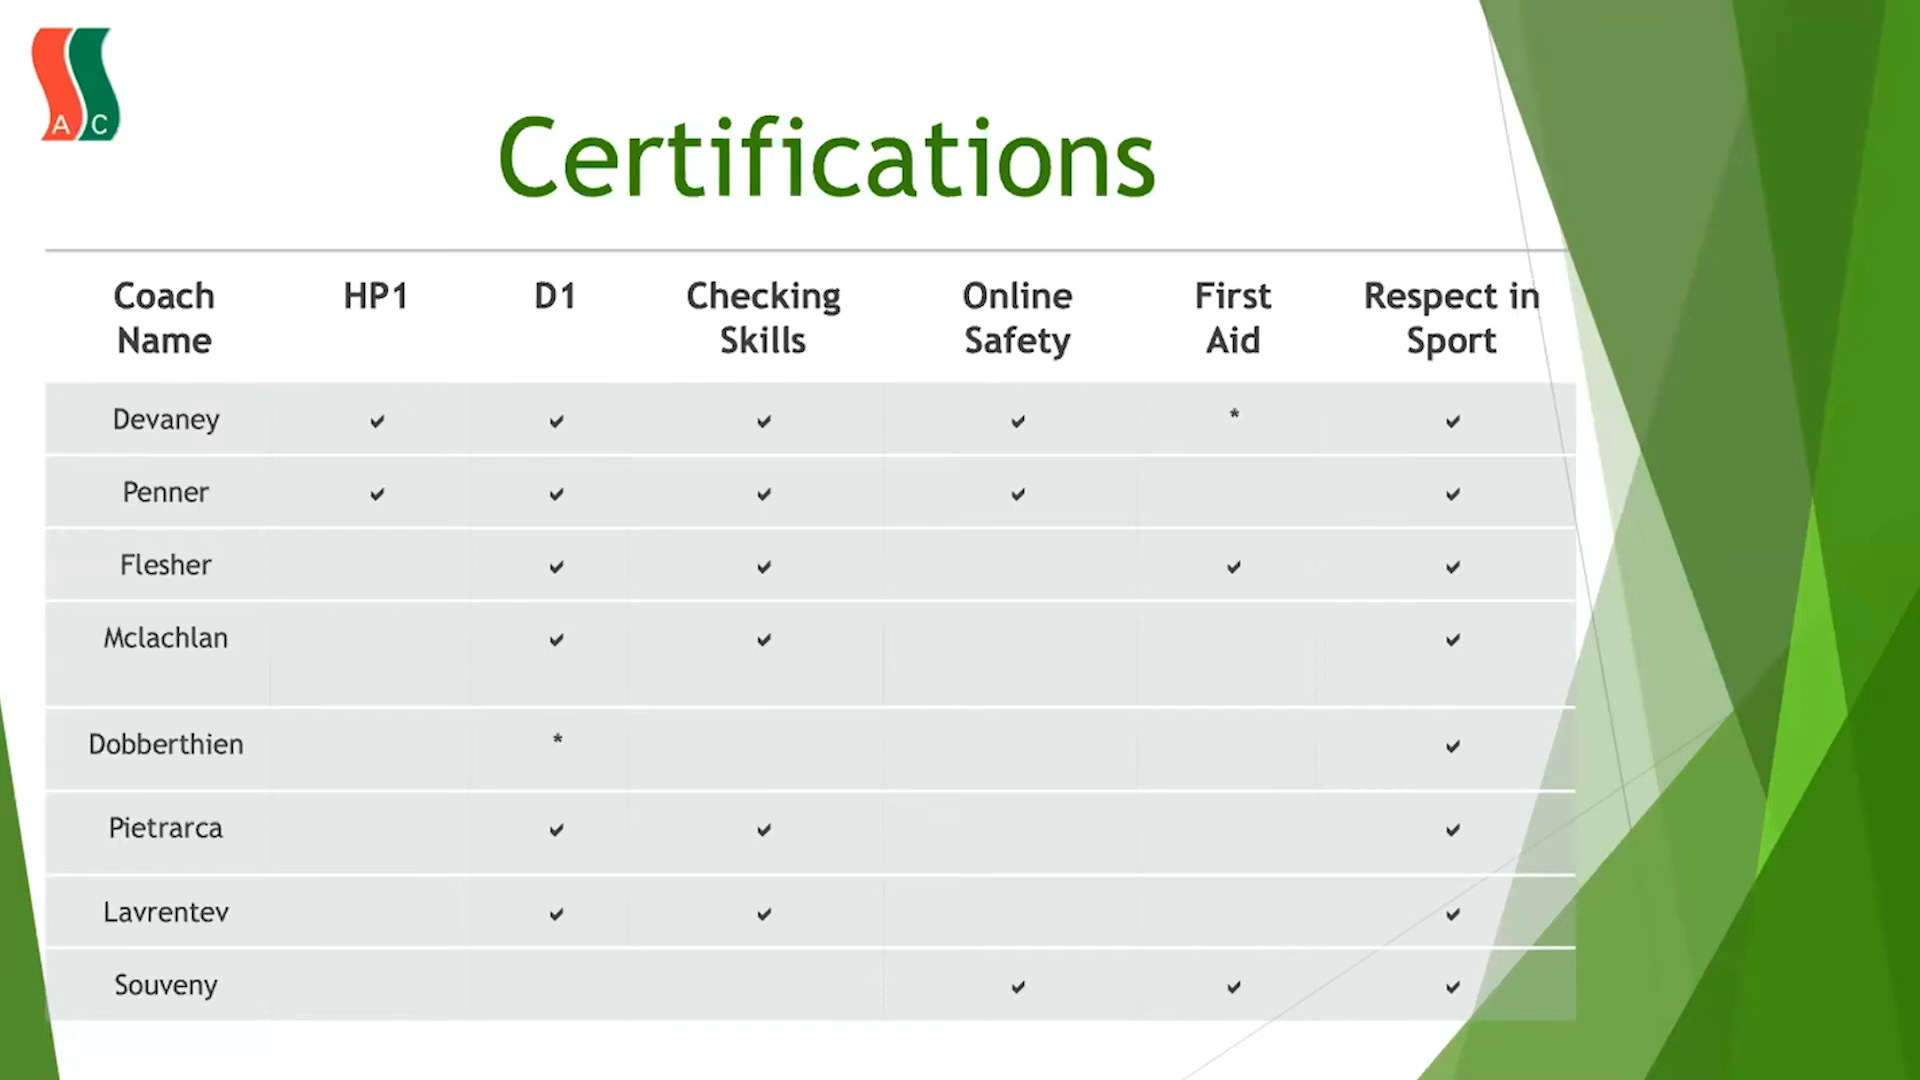 A C
Certifications
Coach Name HP1 D1 Checking Skills Online Safety First Aid Respect in Sport
Devaney ✓ ✓ ✓ ✓ * ✓
Penner ✓ ✓ ✓ ✓ ✓
Flesher ✓ ✓ ✓ ✓
Mclachlan ✓ ✓ ✓
Dobberthien * ✓
Pietrarca ✓ ✓ ✓
Lavrentev ✓ ✓ ✓
Souveny ✓ ✓ ✓